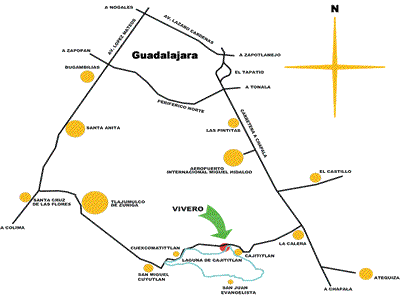 A NOGALES
N
AV. LAZARO CARDENAS
AV. LOPEZ MATEOS
A ZAPOPAN
Guadalajara
A ZAPOTLANEJO
BUGAMBILIAS
EL TAPATIO
A TONALA
PERIFERICO NORTE
CARRETERA A CHAPALA
SANTA ANITA
LAS PINTITAS
AEROPUERTO
INTERNACIONAL MIGUEL HIDALGO
EL CASTILLO
SANTA CRUZ
DE LAS FLORES
TLAJUMULCO
DE ZUÑIGA
VIVERO
A COLIMA
LA CALERA
CUEXCOMATITLAN
LAGUNA DE CAJITITLAN
CAJITITLAN
SAN MIGUEL
CUYUTLAN
SAN JUAN
EVANGELISTA
ATEQUIZA
A CHAPALA